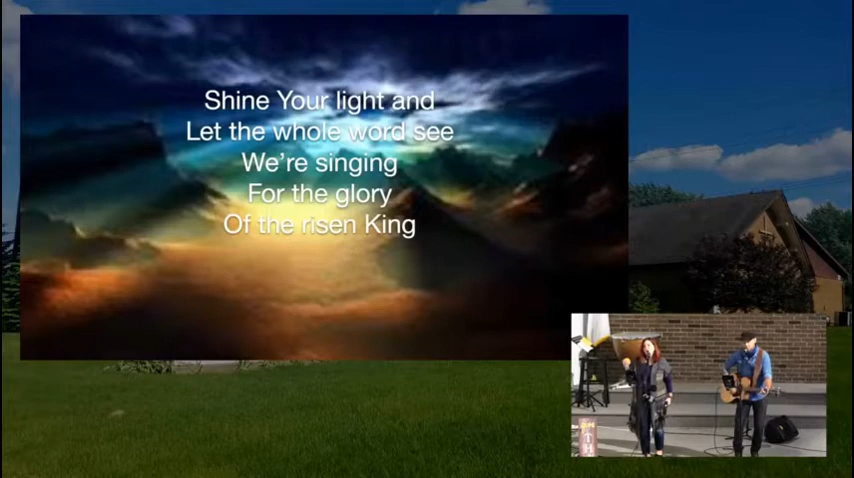 Shine Your light and
Let the whole word see
We're singing
For the glory
Of the risen King